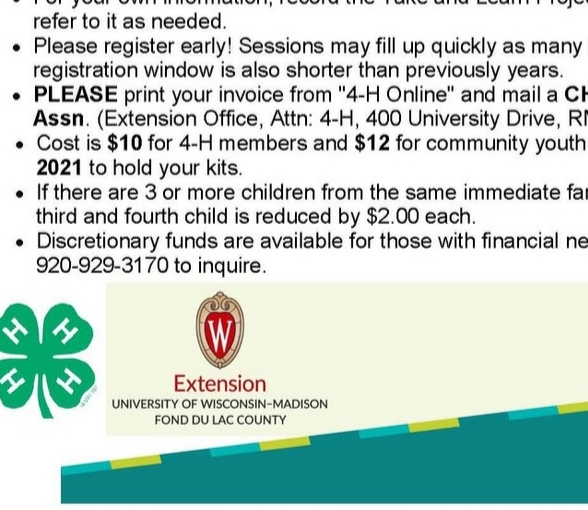 refer to it as needed.
• Please register early! Sessions may fill up quickly as many
registration window is also shorter than previously years.
• PLEASE print your invoice from "4-H Online" and mail a
Assn. (Extension Office, Attn: 4-H, 400 University Drive,
• Cost is $10 for 4-H members and $12 for community youth
2021 to hold your kits.
• If there are 3 or more children from the same immediate
third and fourth child is reduced by $2.00 each.
• Discretionary funds are available for those with financial
920-929-3170 to inquire.
H H
H H
W
Extension
UNIVERSITY OF WISCONSIN-MADISON
FOND DU LAC COUNTY